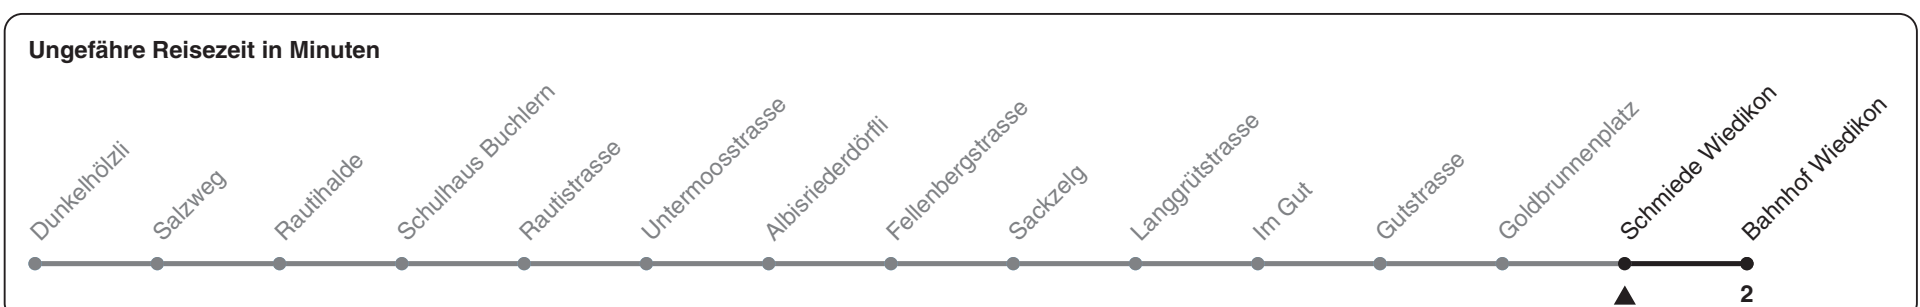 Ungefähre Reisezeit in Minuten
Dunkelhölzli
Salzweg
Rautihalde
Schulhaus Buchlern
Rautistrasse
Untermoosstrasse
Albisriederdörfli
Fellenbergstrasse
Sackzelg
Langgrütstrasse
Im Gut
Gutstrasse
Goldbrunnenplatz
Schmiede Wiedikon
Bahnhof Wiedikon
2